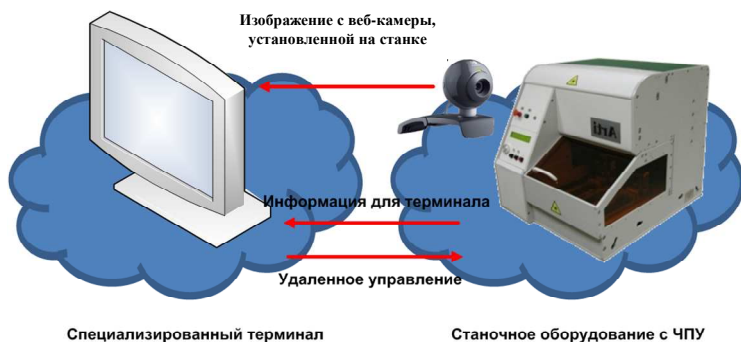 Изображение с веб-камеры,
установленной на станке
Информация для терминала
Удаленное управление
Специализированный терминал
Станочное оборудование с ЧПУ